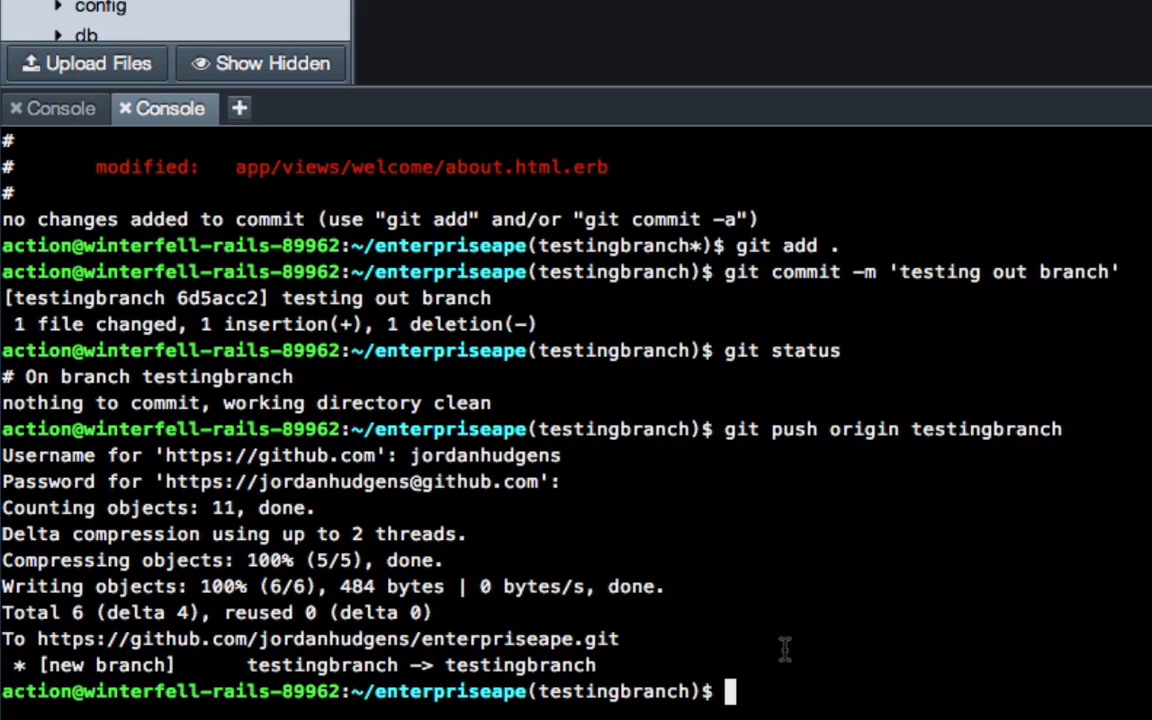 config
db
Upload Files Show Hidden
× Console × Console +
#
# modified: app/views/welcome/about.html.erb
#
no changes added to commit (use "git add" and/or "git commit -a")
action@winterfell-rails-89962:~/enterpriseape(testingbranch*)$ git add .
action@winterfell-rails-89962:~/enterpriseape(testingbranch)$ git commit -m 'testing out branch'
[testingbranch 6d5acc2] testing out branch
 1 file changed, 1 insertion(+), 1 deletion(-)
action@winterfell-rails-89962:~/enterpriseape(testingbranch)$ git status
# On branch testingbranch
nothing to commit, working directory clean
action@winterfell-rails-89962:~/enterpriseape(testingbranch)$ git push origin testingbranch
Username for 'https://github.com': jordanhudgens
Password for 'https://jordanhudgens@github.com':
Counting objects: 11, done.
Delta compression using up to 2 threads.
Compressing objects: 100% (5/5), done.
Writing objects: 100% (6/6), 484 bytes | 0 bytes/s, done.
Total 6 (delta 4), reused 0 (delta 0)
To https://github.com/jordanhudgens/enterpriseape.git
 * [new branch] testingbranch -> testingbranch
action@winterfell-rails-89962:~/enterpriseape(testingbranch)$